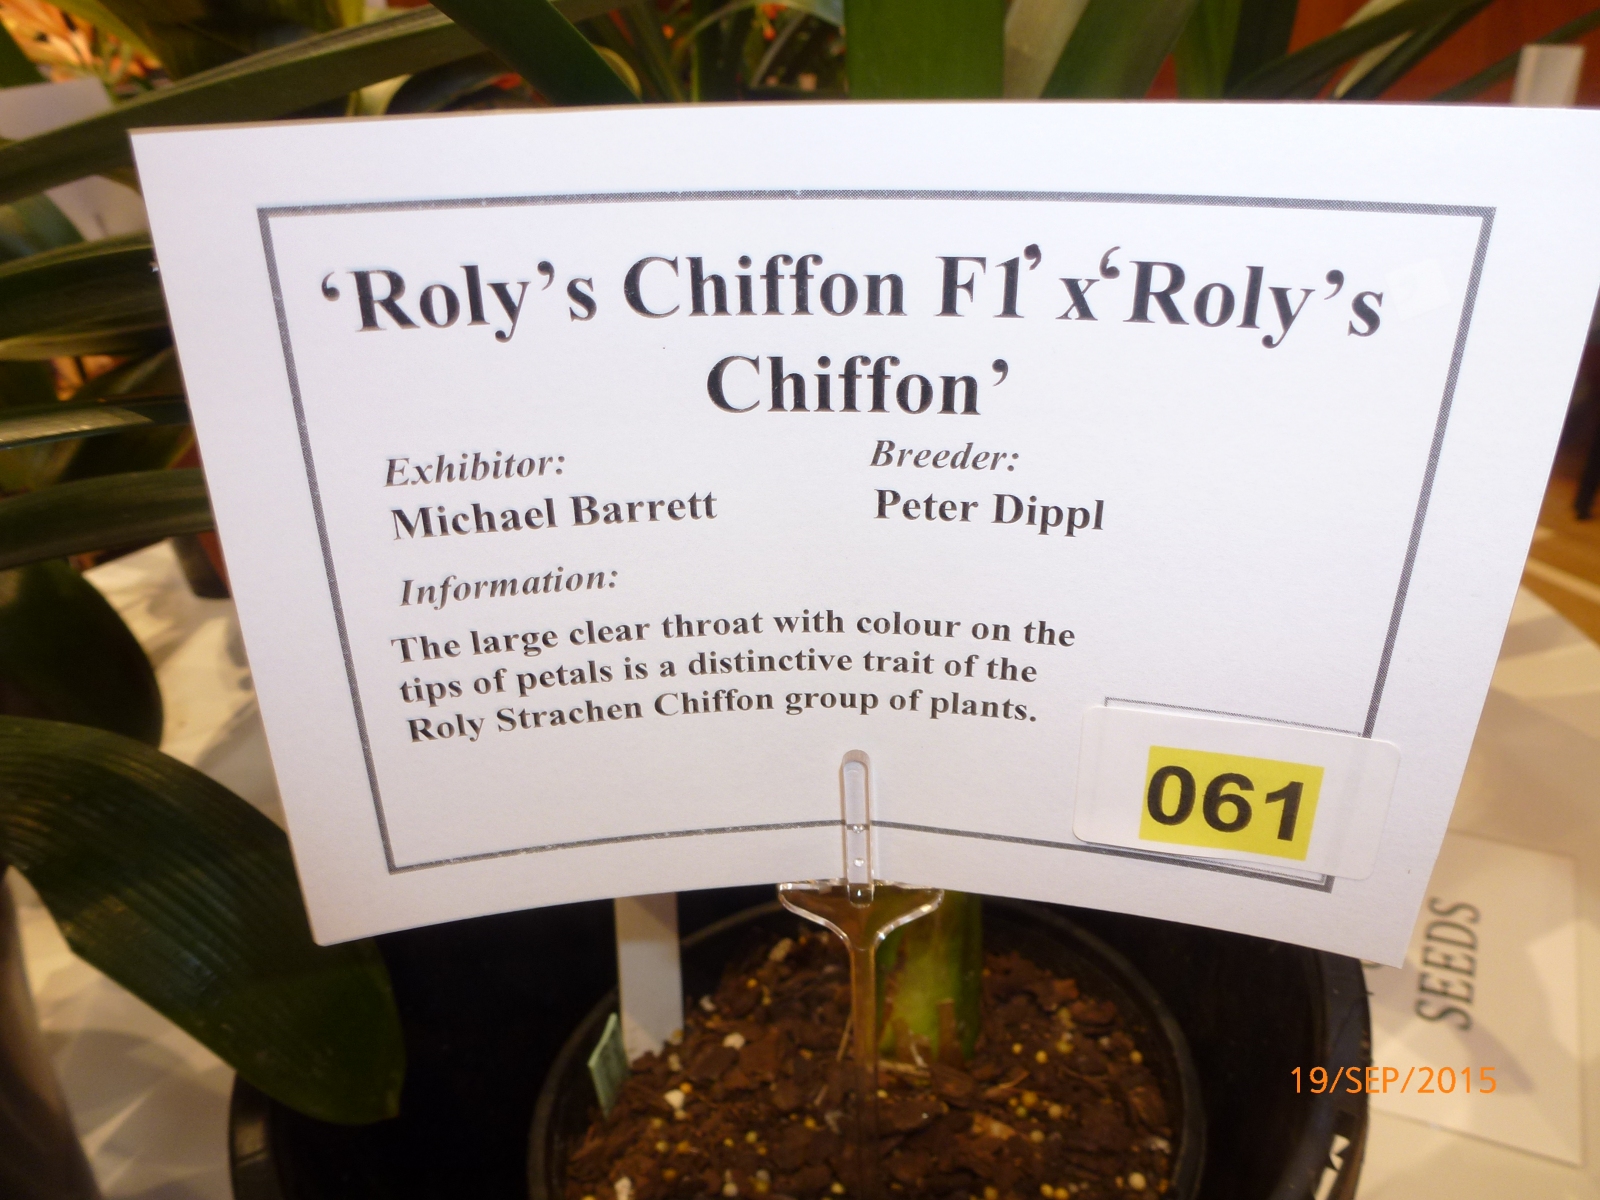 ‘Roly’s Chiffon F1’ x ‘Roly’s
Chiffon’
Exhibitor:
Michael Barrett
Breeder:
Peter Dippl
Information:
The large clear throat with colour on the
tips of petals is a distinctive trait of the
Roly Strachen Chiffon group of plants.
061
SEEDS
19/SEP/2015